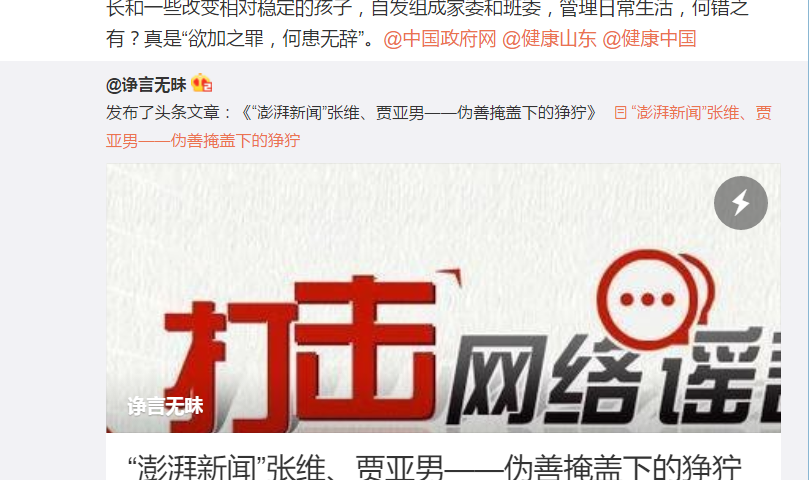 长和一些改变相对稳定的孩子，自发组成家委和班委，管理日常生活，何错之
有？真是“欲加之罪，何患无辞”。@中国政府网 @健康山东 @健康中国
@诤言无昧
发布了头条文章：《“澎湃新闻”张维、贾亚男——伪善掩盖下的狰狞》 “澎湃新闻”张维、贾
亚男——伪善掩盖下的狰狞
打击网络谣
诤言无昧
“澎湃新闻”张维、贾亚男——伪善掩盖下的狰狞